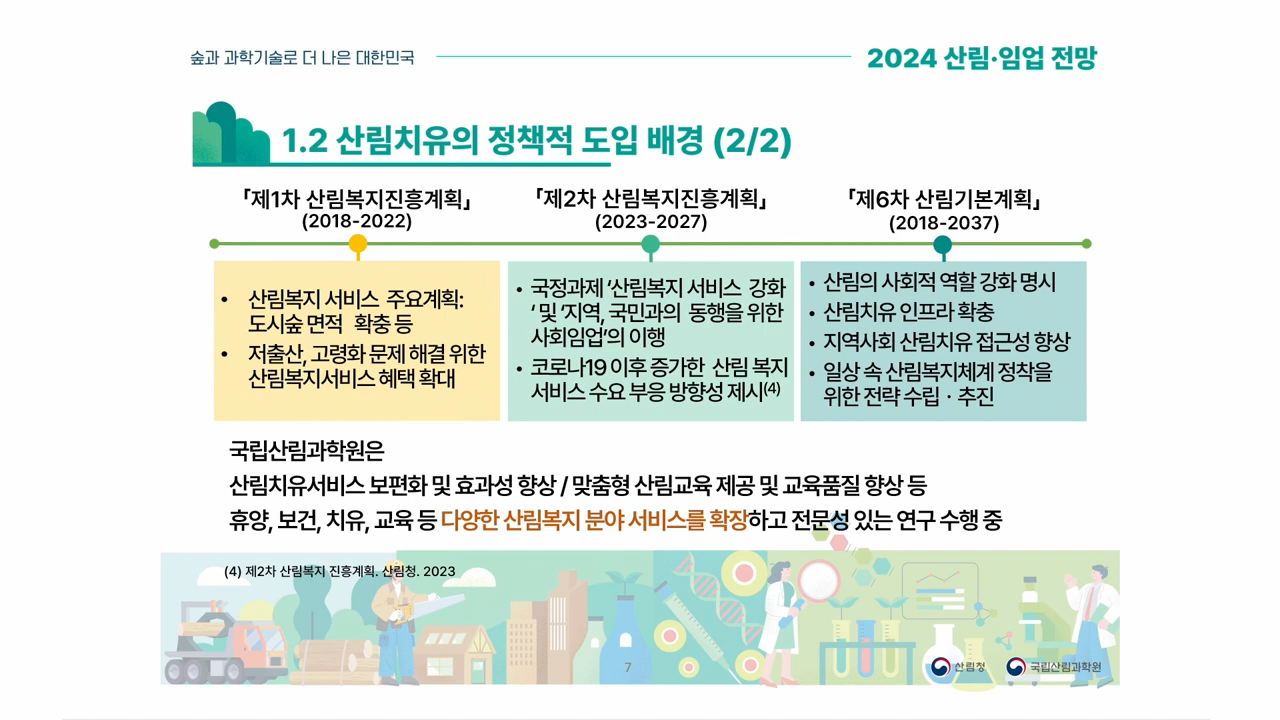 숲과 과학기술로 더 나은 대한민국
2024 산림·임업 전망
1.2 산림치유의 정책적 도입 배경 (2/2)
「제1차 산림복지진흥계획」
(2018-2022)
「제2차 산림복지진흥계획」
(2023-2027)
「제6차 산림기본계획」
(2018-2037)
• 산림복지 서비스 주요계획:
도시숲 면적 확충 등
• 저출산, 고령화 문제 해결 위한
산림복지서비스 혜택 확대
• 국정과제 ‘산림복지 서비스 강화
‘ 및 ‘지역, 국민과의 동행을 위한
사회임업’의 이행
• 코로나19 이후 증가한 산림 복지
서비스 수요 부응 방향성 제시(4)
• 산림의 사회적 역할 강화 명시
• 산림치유 인프라 확충
• 지역사회 산림치유 접근성 향상
• 일상 속 산림복지체계 정착을
위한 전략 수립 · 추진
국립산림과학원은
산림치유서비스 보편화 및 효과성 향상 / 맞춤형 산림교육 제공 및 교육품질 향상 등
휴양, 보건, 치유, 교육 등 다양한 산림복지 분야 서비스를 확장하고 전문성 있는 연구 수행 중
(4) 제2차 산림복지 진흥계획. 산림청. 2023
7
산림청
국립산림과학원